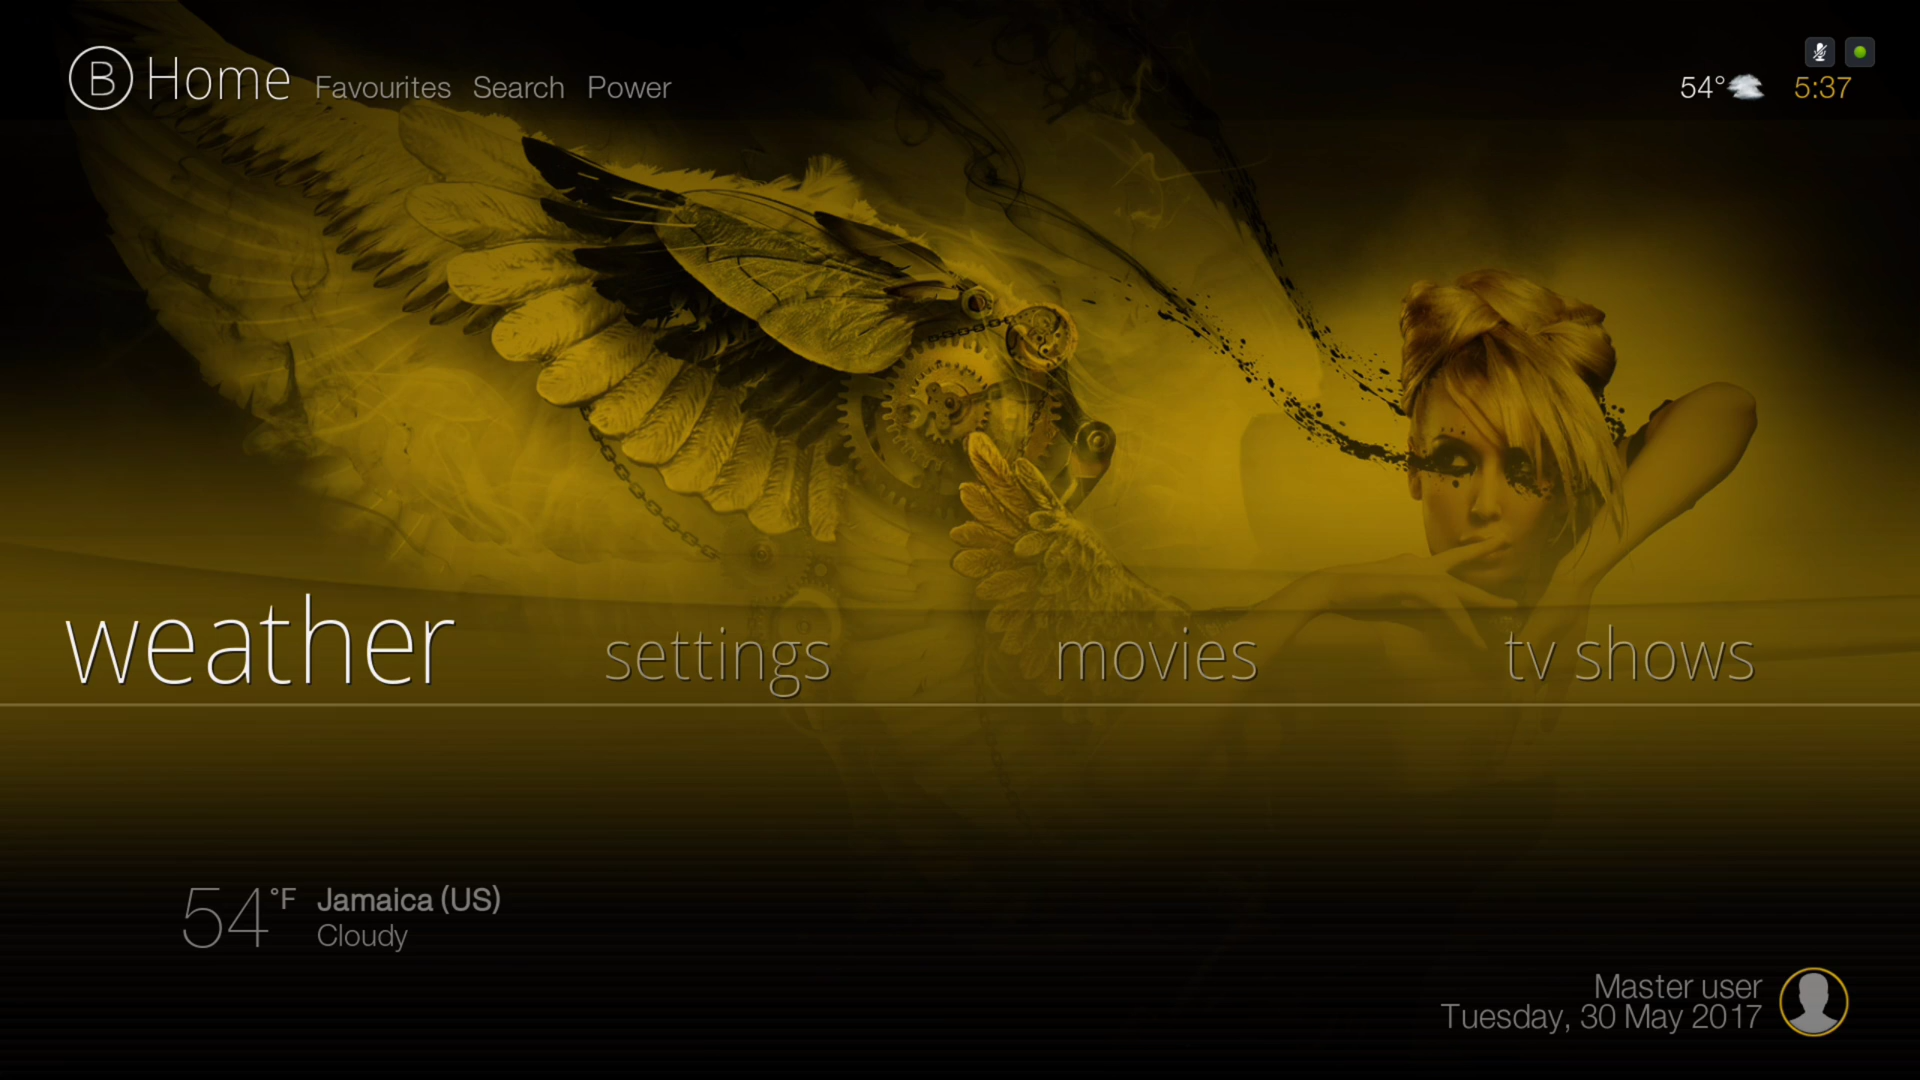 B Home Favourites Search Power
54° 5:37
weather settings movies tv shows
54°F Jamaica (US)
Cloudy
Master user
Tuesday, 30 May 2017